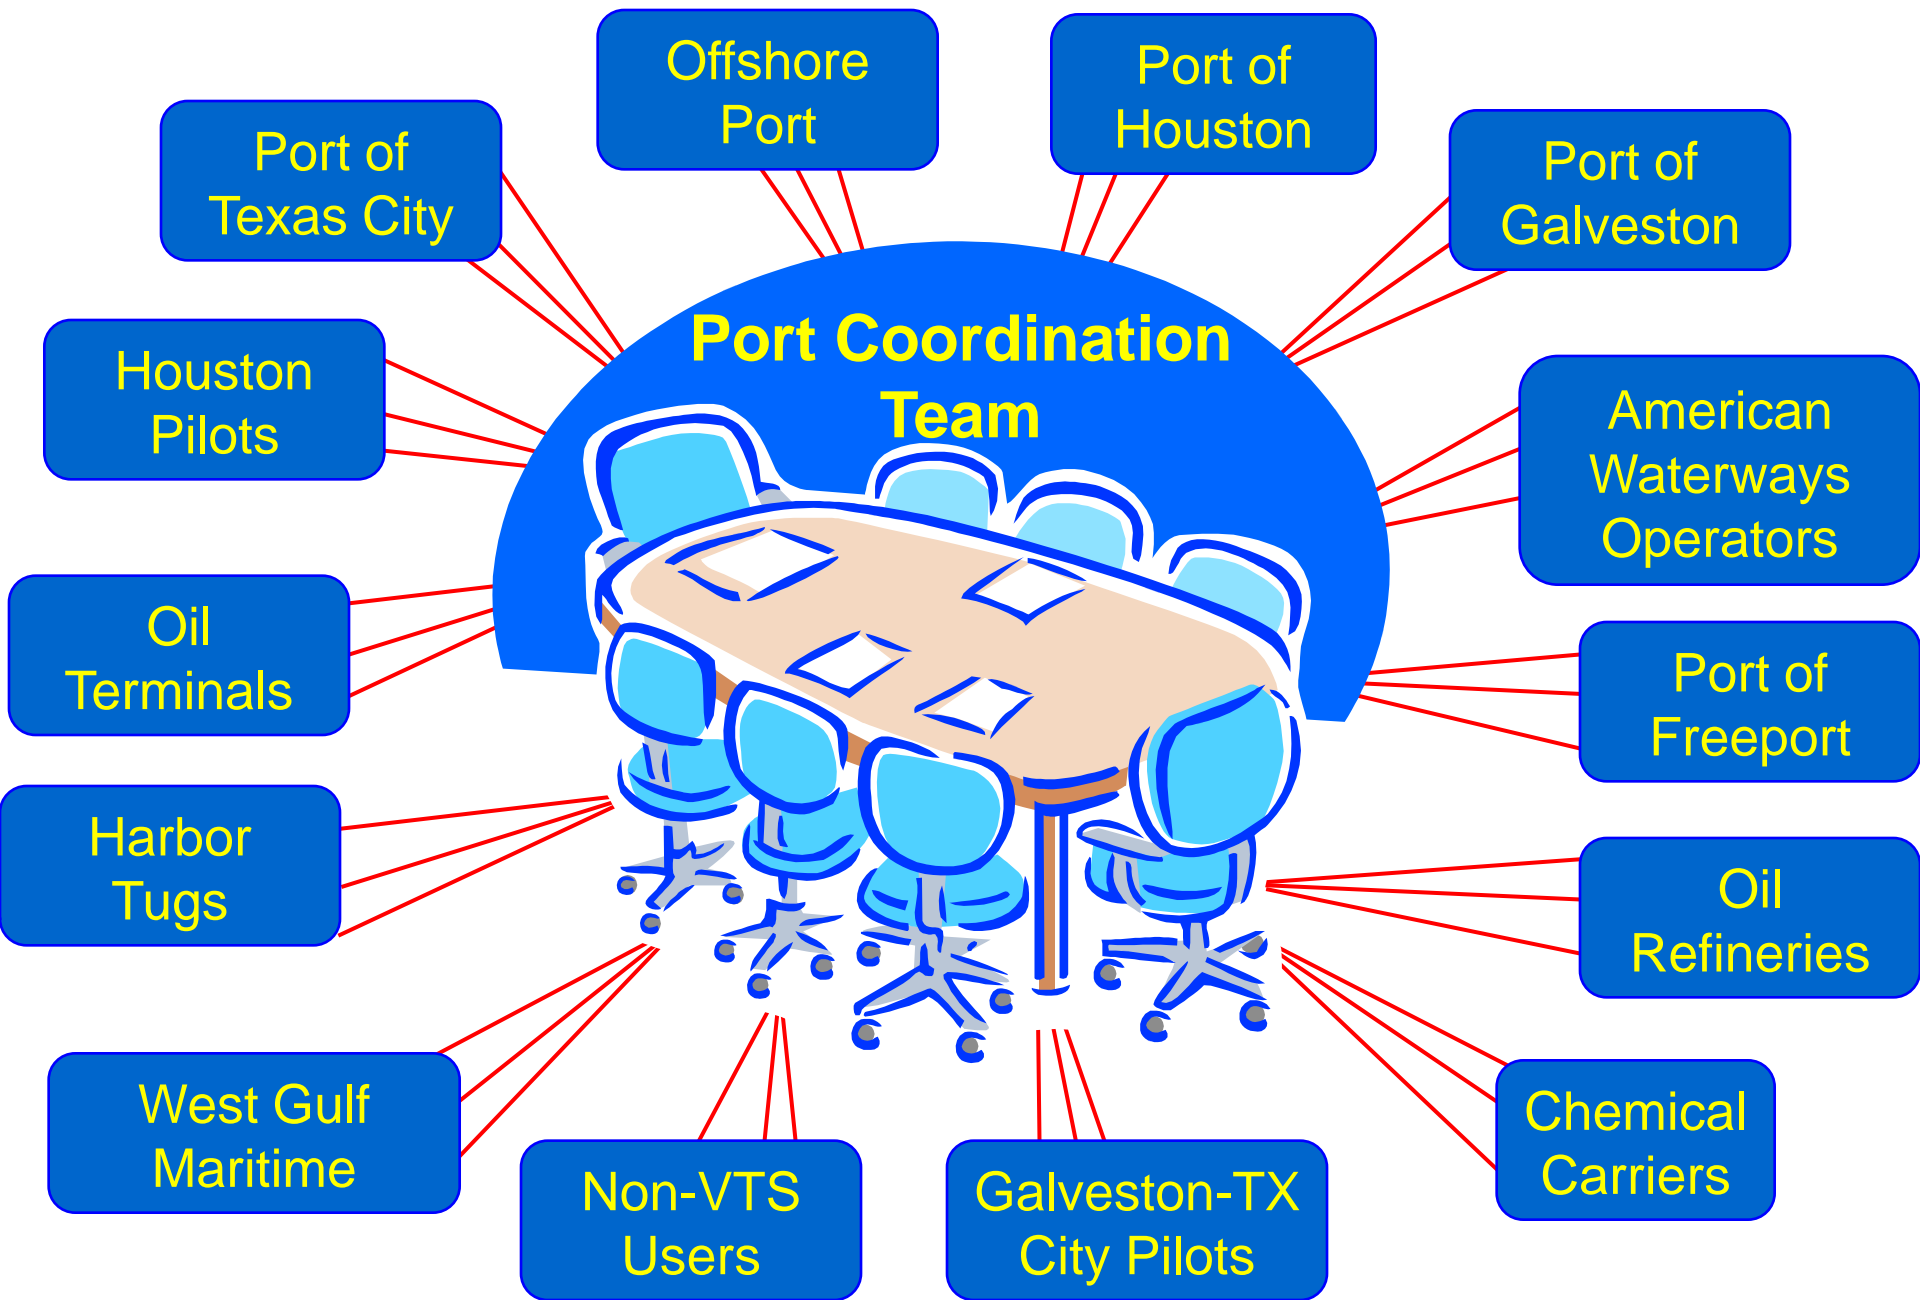 Offshore
Port
Port of
Houston
Port of
Texas City
Port of
Galveston
Port Coordination
Team
Houston
Pilots
American
Waterways
Operators
Oil
Terminals
Port of
Freeport
Harbor
Tugs
Oil
Refineries
West Gulf
Maritime
Chemical
Carriers
Non-VTS
Users
Galveston-TX
City Pilots